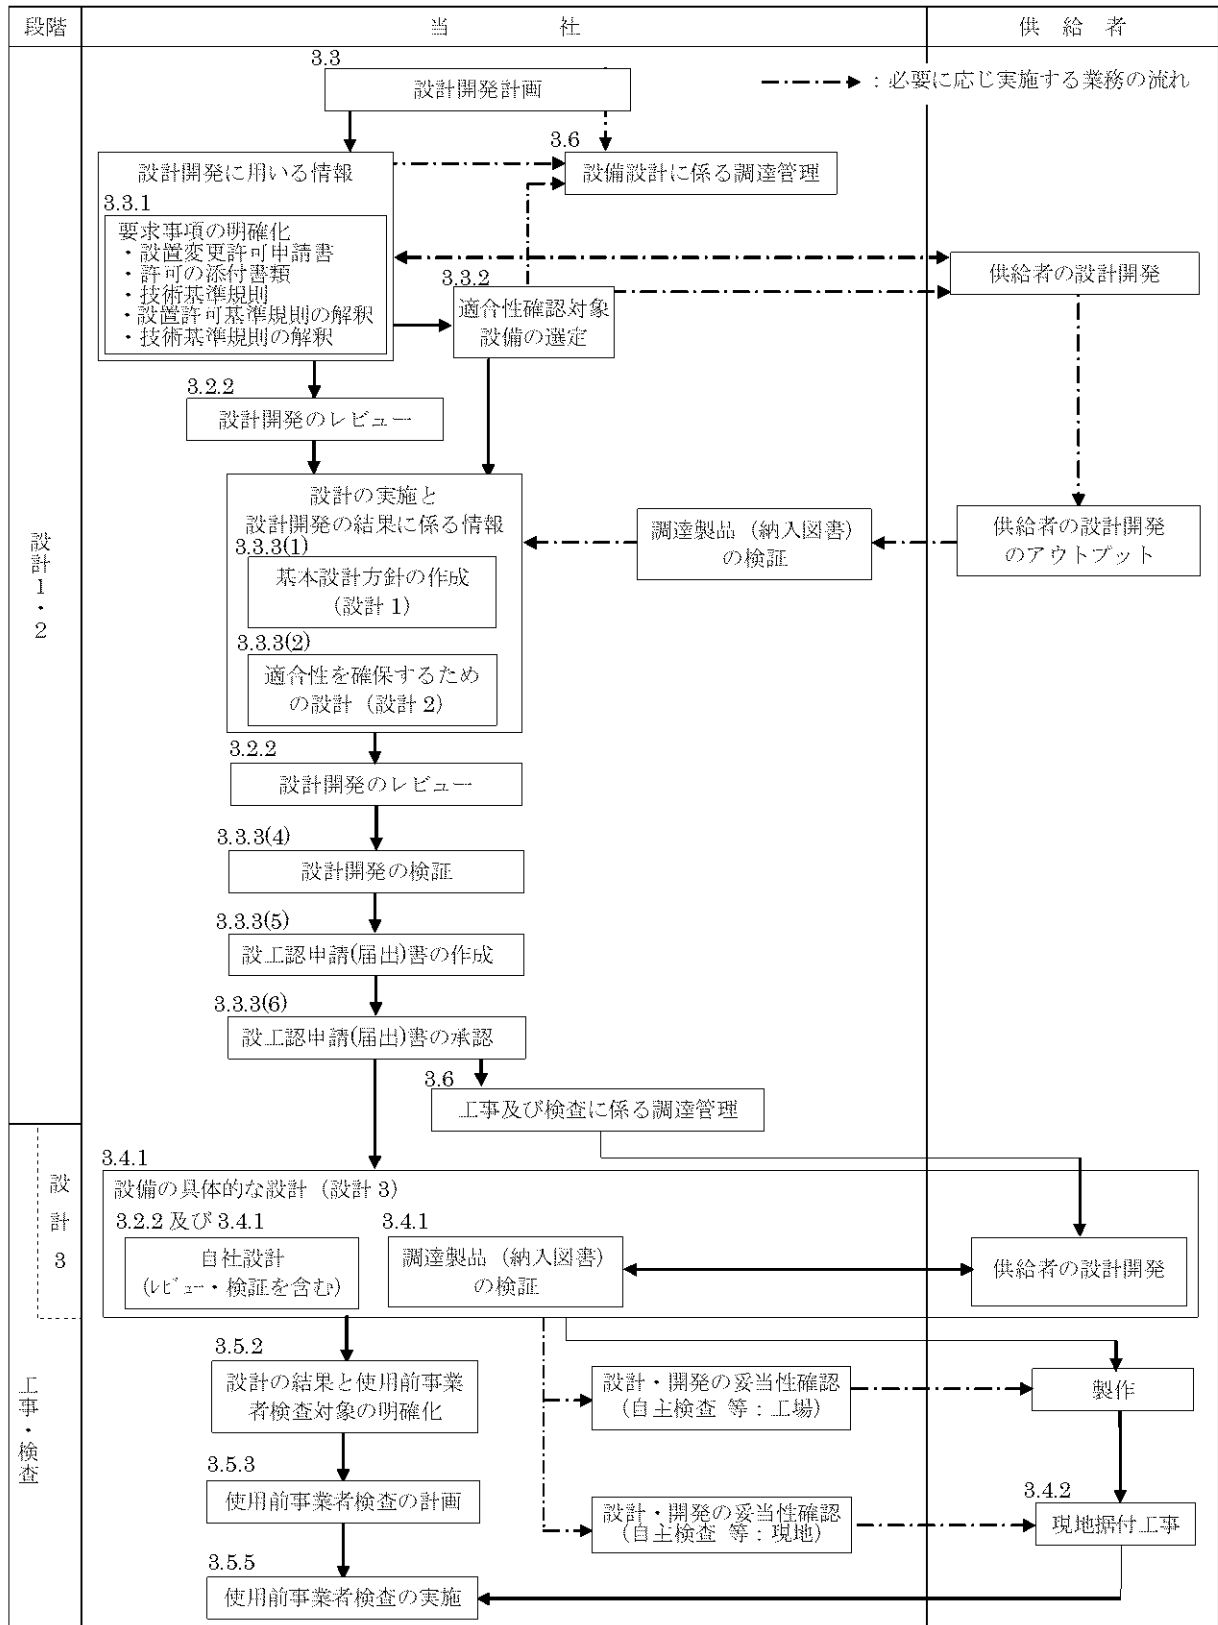 段階
当 社
供 給 者
3.3
設計開発計画
：必要に応じ実施する業務の流れ
3.6
設備設計に係る調達管理
設計開発に用いる情報
3.3.1
要求事項の明確化
・設置変更許可申請書
・許可の添付書類
・技術基準規則
・設置許可基準規則の解釈
・技術基準規則の解釈
3.3.2
適合性確認対象
設備の選定
供給者の設計開発
3.2.2
設計開発のレビュー
設計の実施と
設計開発の結果に係る情報
3.3.3(1)
基本設計方針の作成
（設計 1）
3.3.3(2)
適合性を確保するため
の設計（設計 2）
調達製品（納入図書）
の検証
供給者の設計開発
のアウトプット
設計1・2
3.2.2
設計開発のレビュー
3.3.3(4)
設計開発の検証
3.3.3(5)
設工認申請(届出)書の作成
3.3.3(6)
設工認申請(届出)書の承認
3.6
工事及び検査に係る調達管理
設計3
3.4.1
設備の具体的な設計（設計 3）
3.2.2 及び 3.4.1
自社設計
(ﾚﾋﾞｭｰ・検証を含む)
3.4.1
調達製品（納入図書）
の検証
供給者の設計開発
工事・検査
3.5.2
設計の結果と使用前事業
者検査対象の明確化
設計・開発の妥当性確認
(自主検査 等：工場)
製作
3.5.3
使用前事業者検査の計画
設計・開発の妥当性確認
(自主検査 等：現地)
3.4.2
現地据付工事
3.5.5
使用前事業者検査の実施